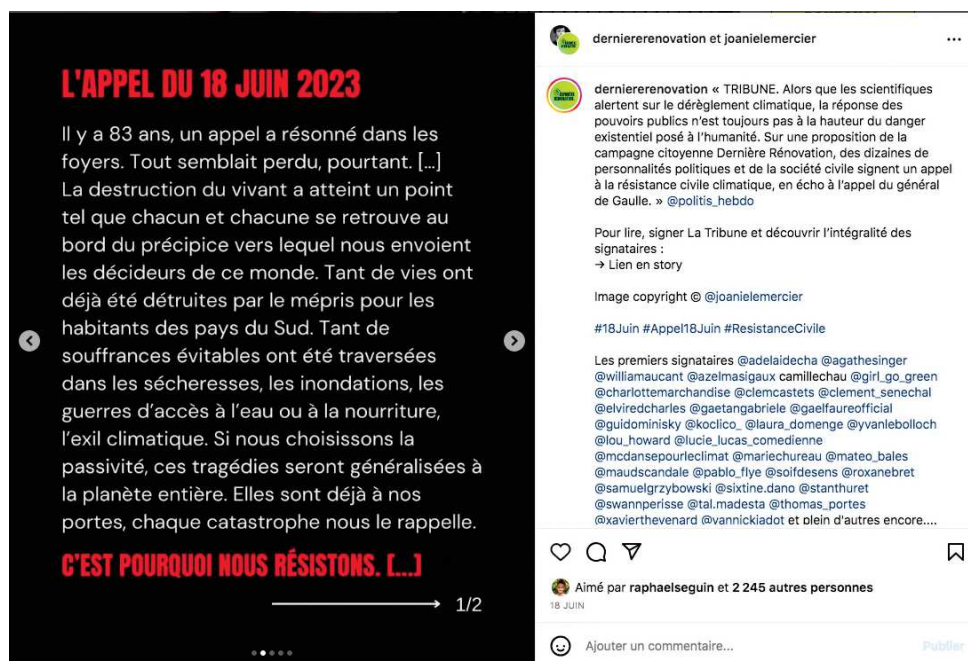 L'APPEL DU 18 JUIN 2023
Il y a 83 ans, un appel a résonné dans les
foyers. Tout semblait perdu, pourtant. [...]
La destruction du vivant a atteint un point
tel que chacun et chacune se retrouve au
bord du précipice vers lequel nous envoient
les décideurs de ce monde. Tant de vies ont
déjà été détruites par le mépris pour les
habitants des pays du Sud. Tant de
souffrances évitables ont été traversées
dans les sécheresses, les inondations, les
guerres d'accès à l'eau ou à la nourriture,
l'exil climatique. Si nous choisissons la
passivité, ces tragédies seront généralisées à
la planète entière. Elles sont déjà à nos
portes, chaque catastrophe nous le rappelle.
C'EST POURQUOI NOUS RÉSISTONS. [...]
1/2
derniererenovation et joanielemercier
derniererenovation « TRIBUNE. Alors que les scientifiques
alertent sur le dérèglement climatique, la réponse des
pouvoirs publics n'est toujours pas à la hauteur du danger
existentiel posé à l'humanité. Sur une proposition de la
campagne citoyenne Dernière Rénovation, des dizaines de
personnalités politiques et de la société civile signent un appel
à la résistance civile climatique, en écho à l'appel du général
de Gaulle. » @politis_hebdo
Pour lire, signer La Tribune et découvrir l'intégralité des
signataires :
→ Lien en story
Image copyright © @joanielemercier
#18Juin #Appel18Juin #ResistanceCivile
Les premiers signataires @adelaidecha @agathesinger
@williamaucant @azelmasigaux camillechau @girl_go_green
@charlottemarchandise @clemcastets @clement_senechal
@elviredcharles @gaetangabriele @gaelfaureofficial
@guidominisky @koclico_ @laura_domenge @yvanlebolloch
@lou_howard @lucie_lucas_comedienne
@mcdansepourleclimat @mariechureau @mateo_bales
@maudscandale @pablo_flye @soifdesens @roxanebret
@samuelgrzybowski @sixtine.dano @stanthuret
@swannperisse @tal.madesta @thomas_portes
@xavierthevenard @yannickjadot et plein d'autres encore....
Aimé par raphaelseguin et 2 245 autres personnes
18 JUIN
Ajouter un commentaire...
Publier